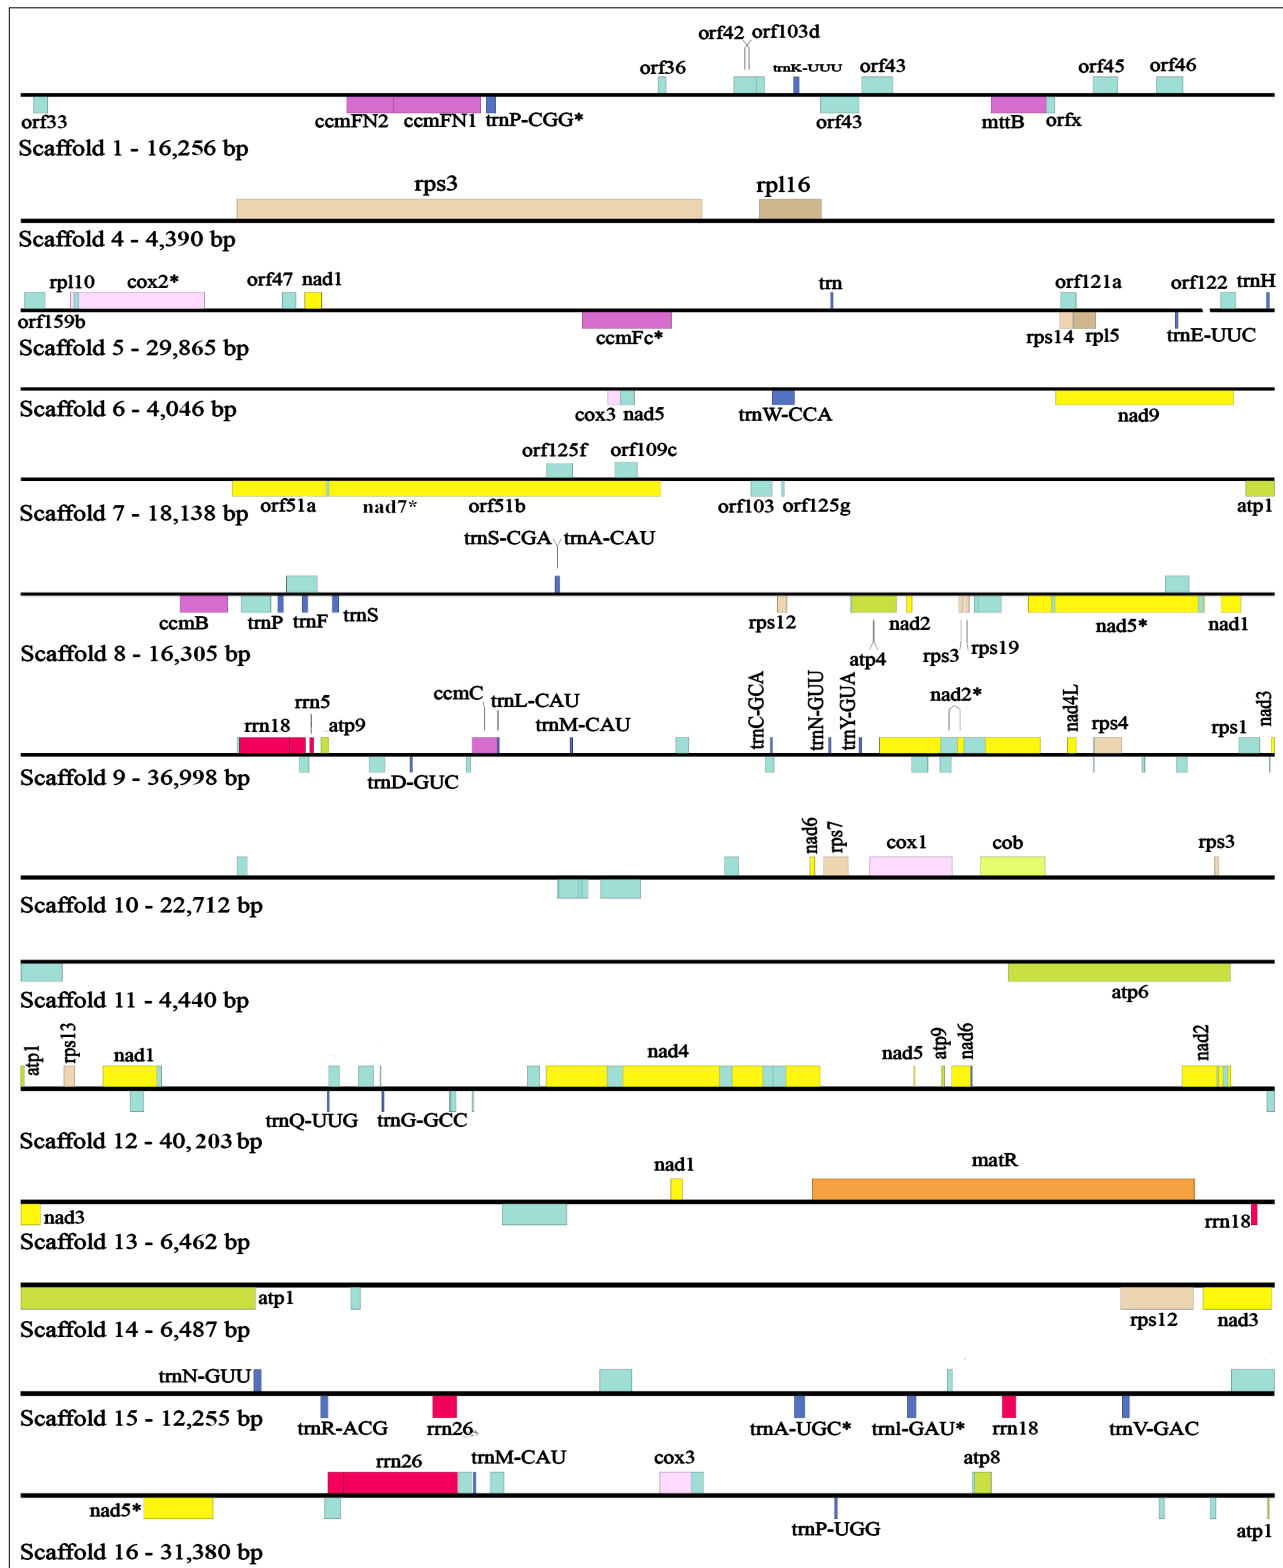 orf42 orf103d
orf36 trnK-UUU orf43 orf45 orf46
orf33 ccmFN2 ccmFN1 trnP-CGG* orf43 mttB orfx
Scaffold 1 - 16,256 bp
rps3 rpl16
Scaffold 4 - 4,390 bp
rpl10 cox2* orf47 nad1 trn orf121a orf122 trnH
orf159b ccmFc* rps14 rpl5 trnE-UUC
Scaffold 5 - 29,865 bp
Scaffold 6 - 4,046 bp
cox3 nad5 trnW-CCA nad9
orf125f orf109c
orf51a nad7* orf51b orf103 orf125g atp1
Scaffold 7 - 18,138 bp
trnS-CGA trnA-CAU
ccmB trnP trnF trnS rps12 atp4 nad2 rps3 rps19 nad5* nad1
Scaffold 8 - 16,305 bp
rrn18 rrn5 atp9 ccmC trnL-CAU trnM-CAU trnC-GCA trnN-GUU trnY-GUA nad2* nad4L rps4 rps1 nad3
trnD-GUC
Scaffold 9 - 36,998 bp
nad6 rps7 cox1 cob rps3
Scaffold 10 - 22,712 bp
Scaffold 11 - 4,440 bp
atp6
atp1 rps13 nad1 nad4 nad5 atp9 nad6 nad2
trnQ-UUG trnG-GCC
Scaffold 12 - 40,203 bp
nad1 matR
nad3 rrn18
Scaffold 13 - 6,462 bp
atp1 rps12 nad3
Scaffold 14 - 6,487 bp
trnN-GUU
Scaffold 15 - 12,255 bp
trnR-ACG rrn26 trnA-UGC* trnl-GAU* rrn18 trnV-GAC
rrn26 trnM-CAU cox3 atp8
nad5* trnP-UGG atp1
Scaffold 16 - 31,380 bp